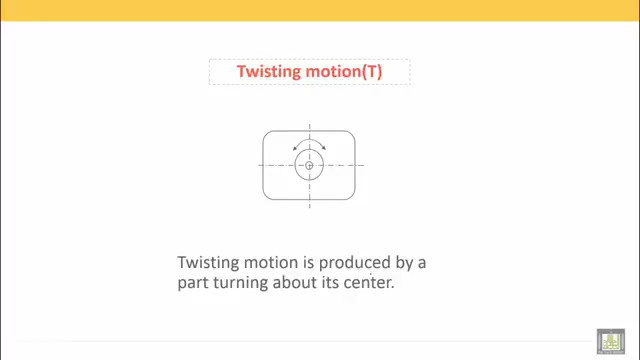 Twisting motion(T)
Twisting motion is produced by a
part turning about its center.